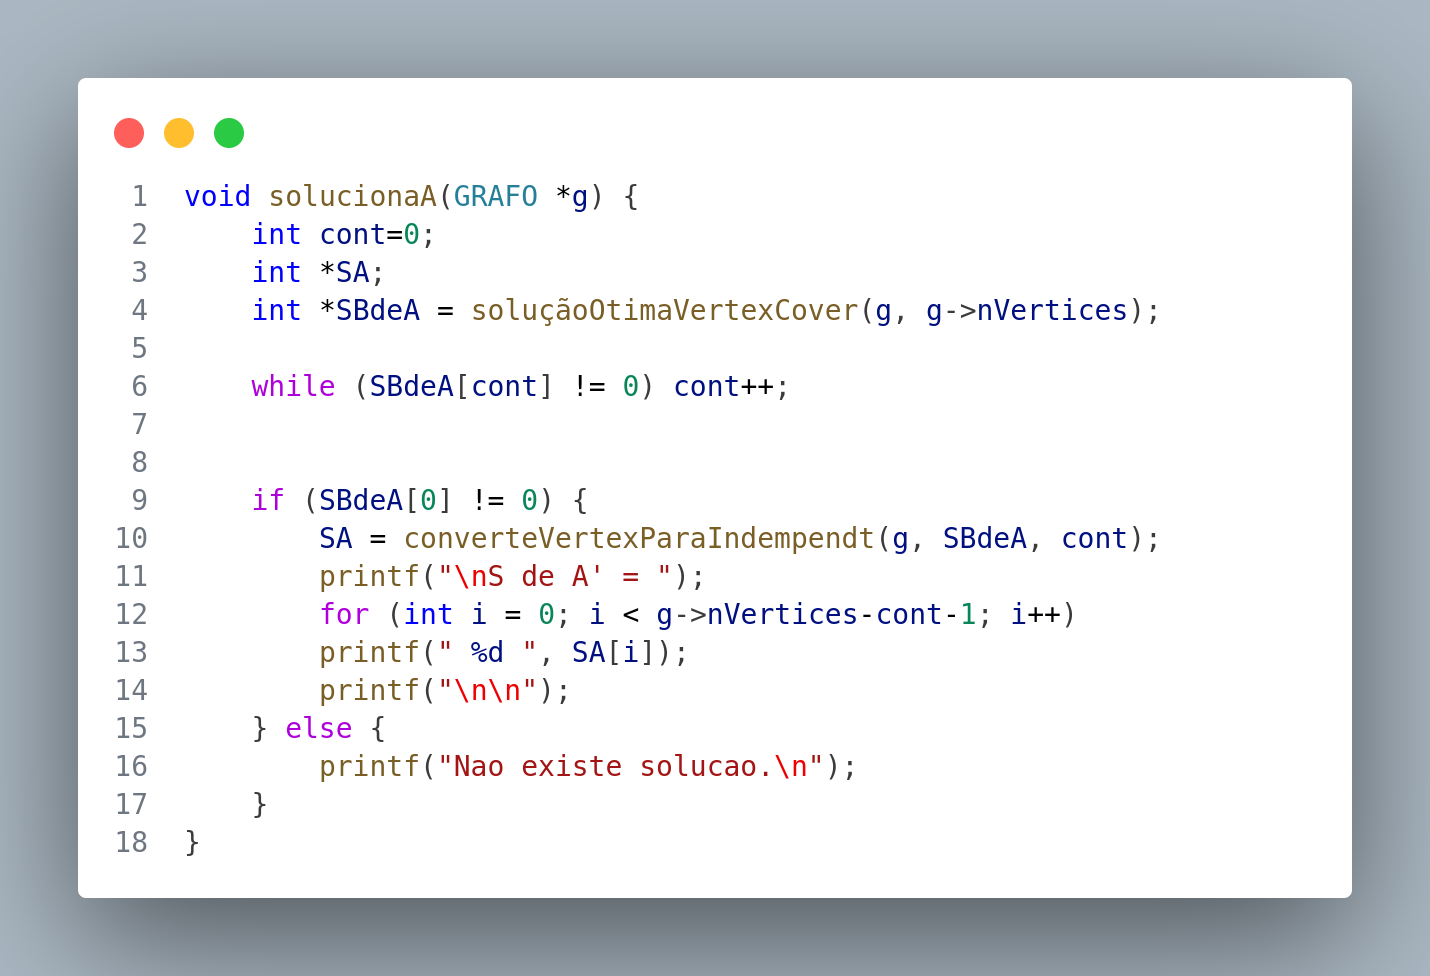 1 void solucionaA(GRAFO *g) {
2     int cont=0;
3     int *SA;
4     int *SBdeA = soluçãoOtimaVertexCover(g, g->nVertices);
5
6     while (SBdeA[cont] != 0) cont++;
7
8
9     if (SBdeA[0] != 0) {
10         SA = converteVertexParaIndempendt(g, SBdeA, cont);
11         printf("\nS de A' = ");
12         for (int i = 0; i < g->nVertices-cont-1; i++)
13         printf(" %d ", SA[i]);
14         printf("\n\n");
15     } else {
16         printf("Nao existe solucao.\n");
17     }
18 }